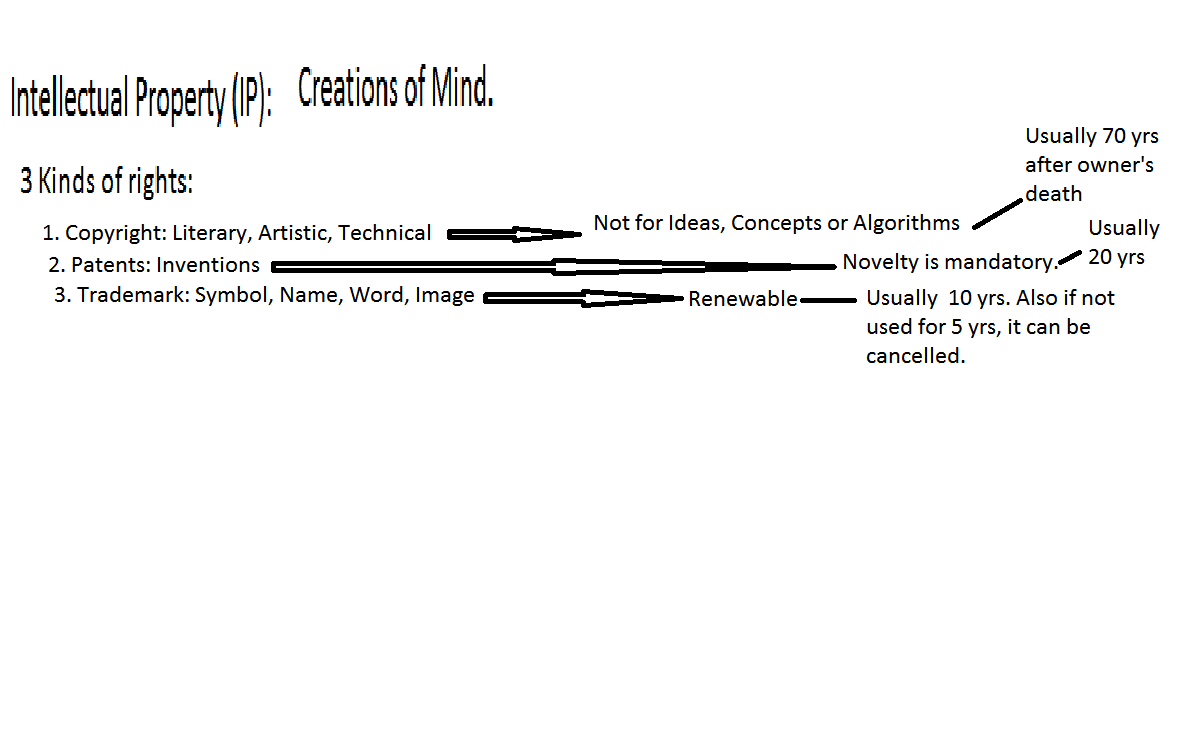 Intellectual Property (IP): Creations of Mind.
3 Kinds of rights:
1. Copyright: Literary, Artistic, Technical
Not for Ideas, Concepts or Algorithms
Usually 70 yrs
after owner's
death
2. Patents: Inventions
Novelty is mandatory.
Usually
20 yrs
3. Trademark: Symbol, Name, Word, Image
Renewable
Usually  10 yrs. Also if not
used for 5 yrs, it can be
cancelled.